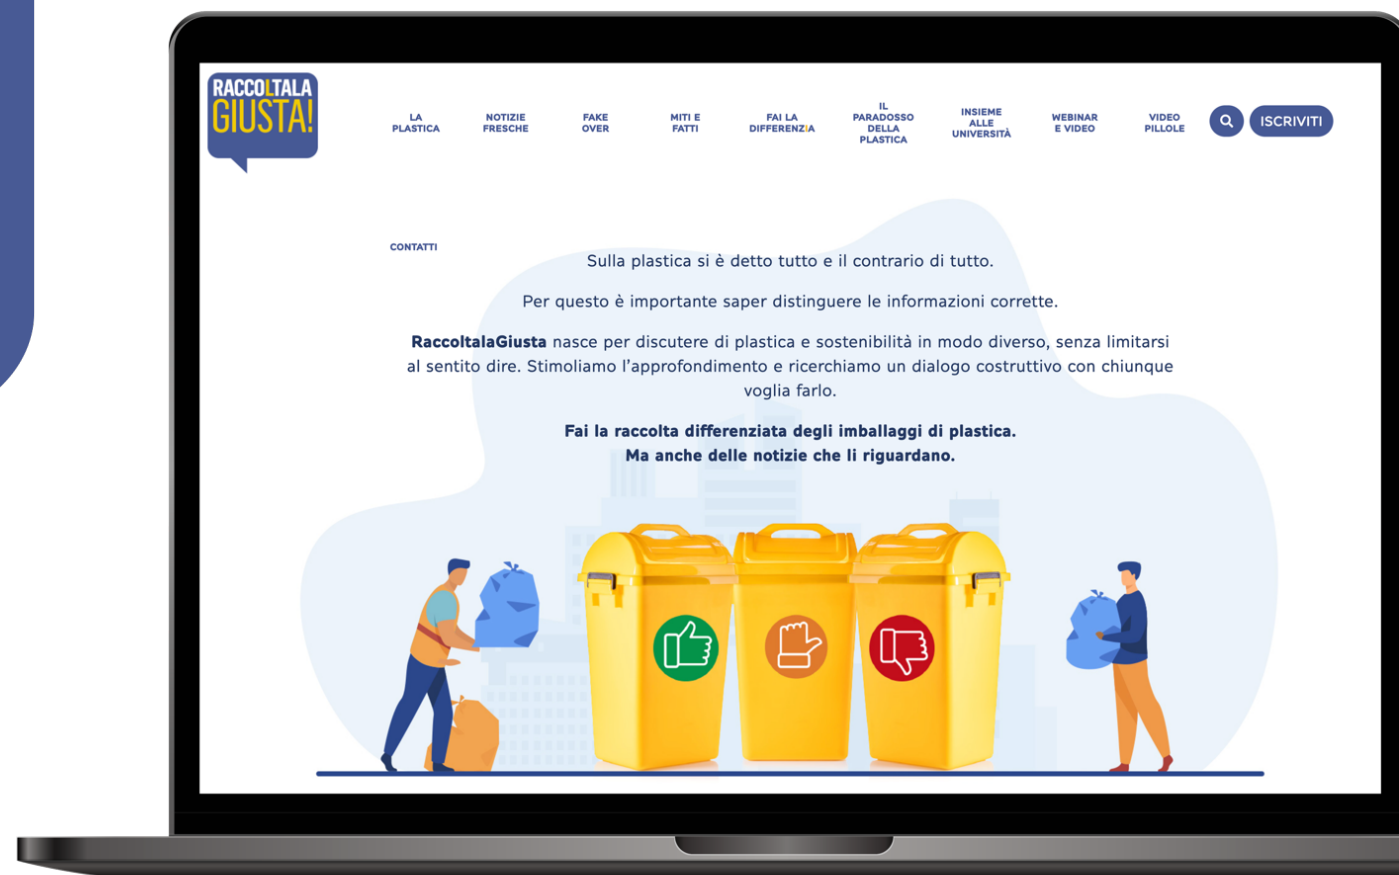 RACCOLTALA
GIUSTA!
LA
PLASTICA
NOTIZIE
FRESCHE
FAKE
OVER
MITI E
FATTI
FAI LA
DIFFERENZIA
IL
PARADOSSO
DELLA
PLASTICA
INSIEME
ALLE
UNIVERSITÀ
WEBINAR
E VIDEO
VIDEO
PILLOLE
ISCRIVITI
CONTATTI
Sulla plastica si è detto tutto e il contrario di tutto.
Per questo è importante saper distinguere le informazioni corrette.
RaccoltalaGiusta nasce per discutere di plastica e sostenibilità in modo diverso, senza limitarsi
al sentito dire. Stimoliamo l'approfondimento e ricerchiamo un dialogo costruttivo con chiunque
voglia farlo.
Fai la raccolta differenziata degli imballaggi di plastica.
Ma anche delle notizie che li riguardano.